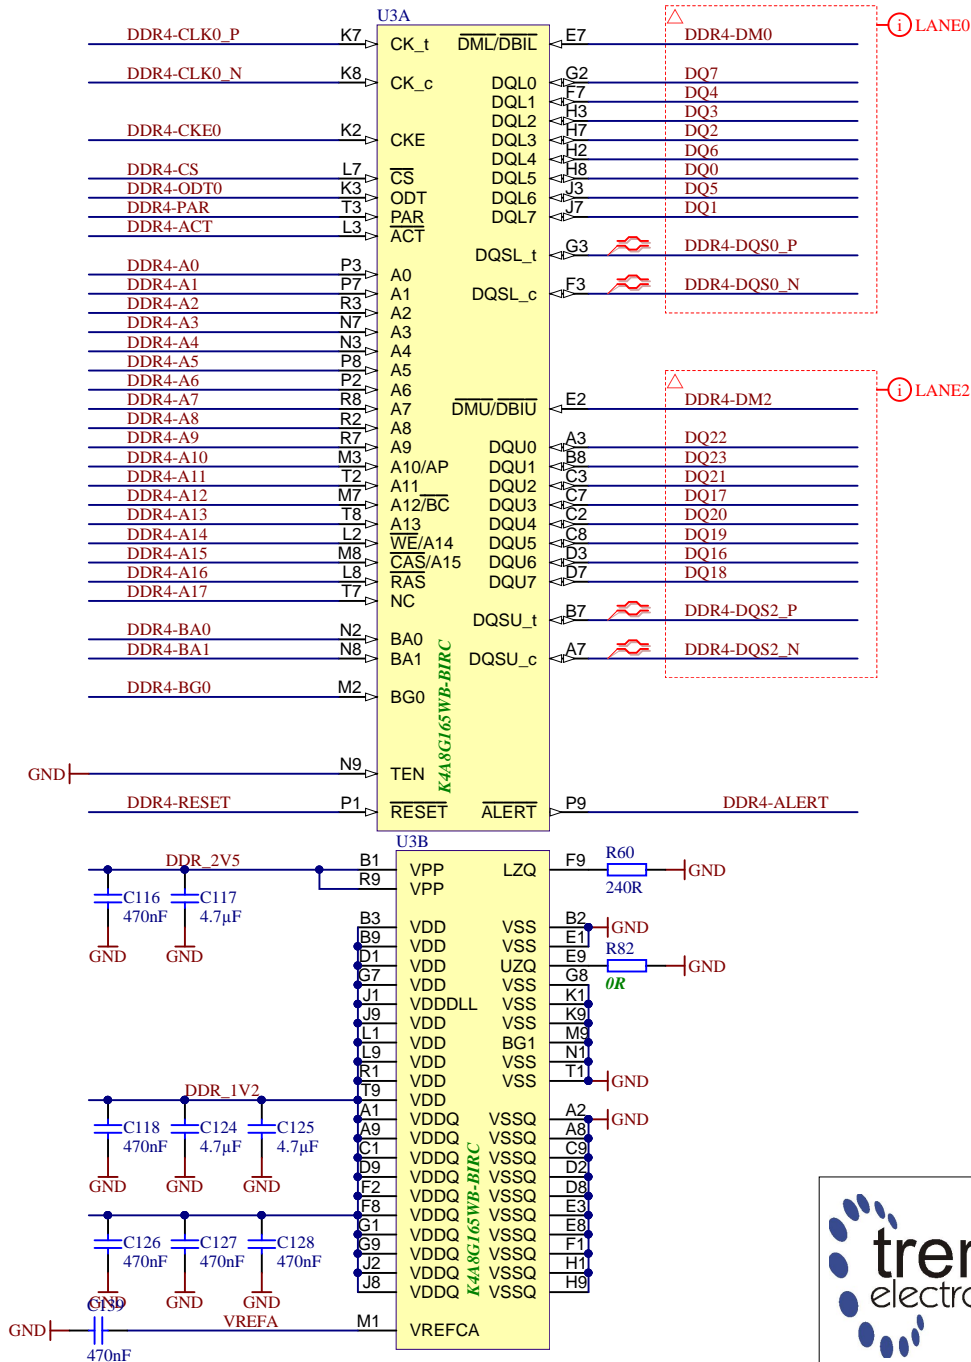 U3A
DDR4-CLK0_P K7 CK_t DML/DBIL E7 DDR4-DM0
LANE0
DDR4-CLK0_N K8 CK_c DQL0 G2 DQ7
DQL1 F7 DQ4
DQL2 H3 DQ3
DDR4-CKE0 K2 CKE DQL3 H7 DQ2
DQL4 H2 DQ6
DDR4-CS L7 CS DQL5 H8 DQ0
DDR4-ODT0 K3 ODT DQL6 J3 DQ5
DDR4-PAR T3 PAR DQL7 J7 DQ1
DDR4-ACT L3 ACT
DQSL_t G3 DDR4-DQS0_P
DDR4-A0 P3 A0
DDR4-A1 P7 A1 DQSL_c F3 DDR4-DQS0_N
DDR4-A2 R3 A2
DDR4-A3 N7 A3
DDR4-A4 N3 A4
DDR4-A5 P8 A5
DDR4-A6 P2 A6
LANE2
DDR4-A7 R8 A7 DMU/DBIU E2 DDR4-DM2
DDR4-A8 R2 A8
DDR4-A9 R7 A9 DQU0 A3 DQ22
DDR4-A10 M3 A10/AP DQU1 B8 DQ23
DDR4-A11 T2 A11 DQU2 C3 DQ21
DDR4-A12 M7 A12/BC DQU3 C7 DQ17
DDR4-A13 T8 A13 DQU4 C2 DQ20
DDR4-A14 L2 WE/A14 DQU5 C8 DQ19
DDR4-A15 M8 CAS/A15 DQU6 D3 DQ16
DDR4-A16 L8 RAS DQU7 D7 DQ18
DDR4-A17 T7 NC
DQSU_t B7 DDR4-DQS2_P
DDR4-BA0 N2 BA0
DDR4-BA1 N8 BA1 DQSU_c A7 DDR4-DQS2_N
DDR4-BG0 M2 BG0
K4A8G165WB-BIRC
GND N9 TEN
DDR4-RESET P1 RESET ALERT P9 DDR4-ALERT
U3B
DDR_2V5 B1 VPP LZQ F9 R60 240R GND
R9 VPP
C116 470nF GND
C117 4.7µF GND
B3 VDD VSS B2 GND
B9 VDD VSS E1
D1 VDD UZQ E9 R82 0R GND
G7 VDD VSS G8
J1 VDDDLL VSS K1
J9 VDD VSS K9
L1 VDD BG1 M9
L9 VDD VSS N1
R1 VDD VSS T1 GND
DDR_1V2 T9 VDD
A1 VDDQ VSSQ A2 GND
A9 VDDQ VSSQ A8
C1 VDDQ VSSQ C9
D9 VDDQ VSSQ D2
F2 VDDQ VSSQ D8
F8 VDDQ VSSQ E3
G1 VDDQ VSSQ E8
G9 VDDQ VSSQ F1
J2 VDDQ VSSQ H1
J8 VDDQ VSSQ H9
C118 470nF GND
C124 4.7µF GND
C125 4.7µF GND
C126 470nF GND
C127 470nF GND
C128 470nF GND
K4A8G165WB-BIRC
GND C139 470nF VREFA M1 VREFCA
tren
electro